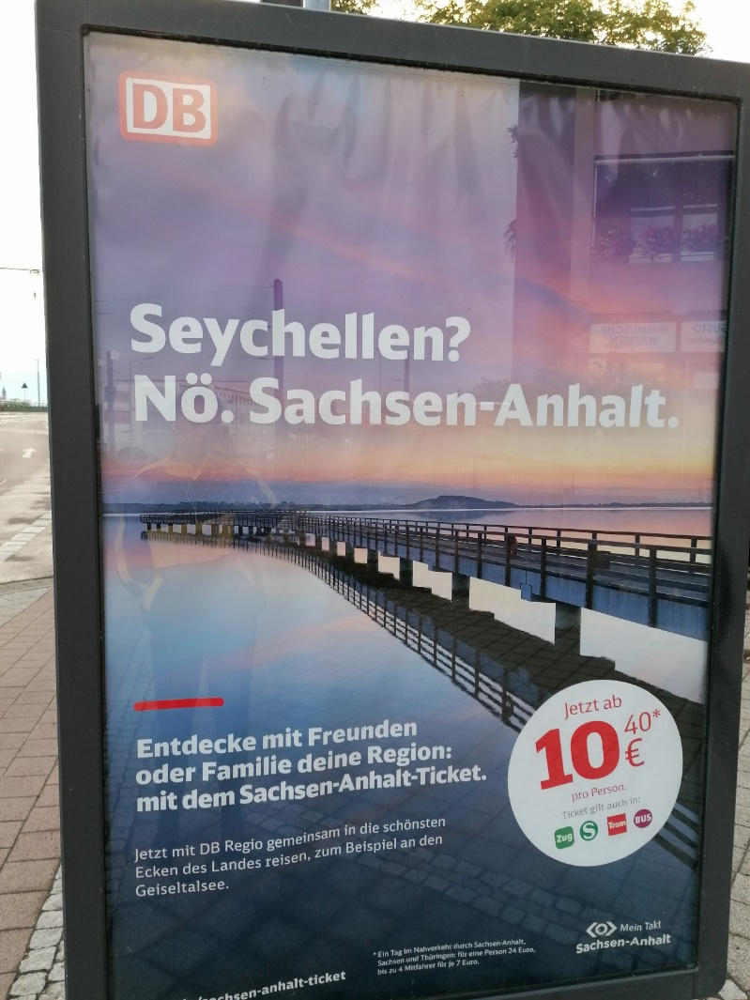 DB
Seychellen?
Nö. Sachsen-Anhalt.
Entdecke mit Freunden
oder Familie deine Region:
mit dem Sachsen-Anhalt-Ticket.
Jetzt mit DB Regio gemeinsam in die schönsten
Ecken des Landes reisen, zum Beispiel an den
Geiseltalsee.
Jetzt ab
10 40*
€
pro Person.
Ticket gilt auch in:
Zug S Tram BUS
Mein Takt
Sachsen-Anhalt
* Ein Tag im Nahverkehr durch Sachsen-Anhalt,
Sachsen und Thüringen: für eine Person 24 Euro,
bis zu 4 Mitfahrer für je 7 Euro.
/sachsen-anhalt-ticket
HIMMLISCHE
WAFFELN
GUSTO